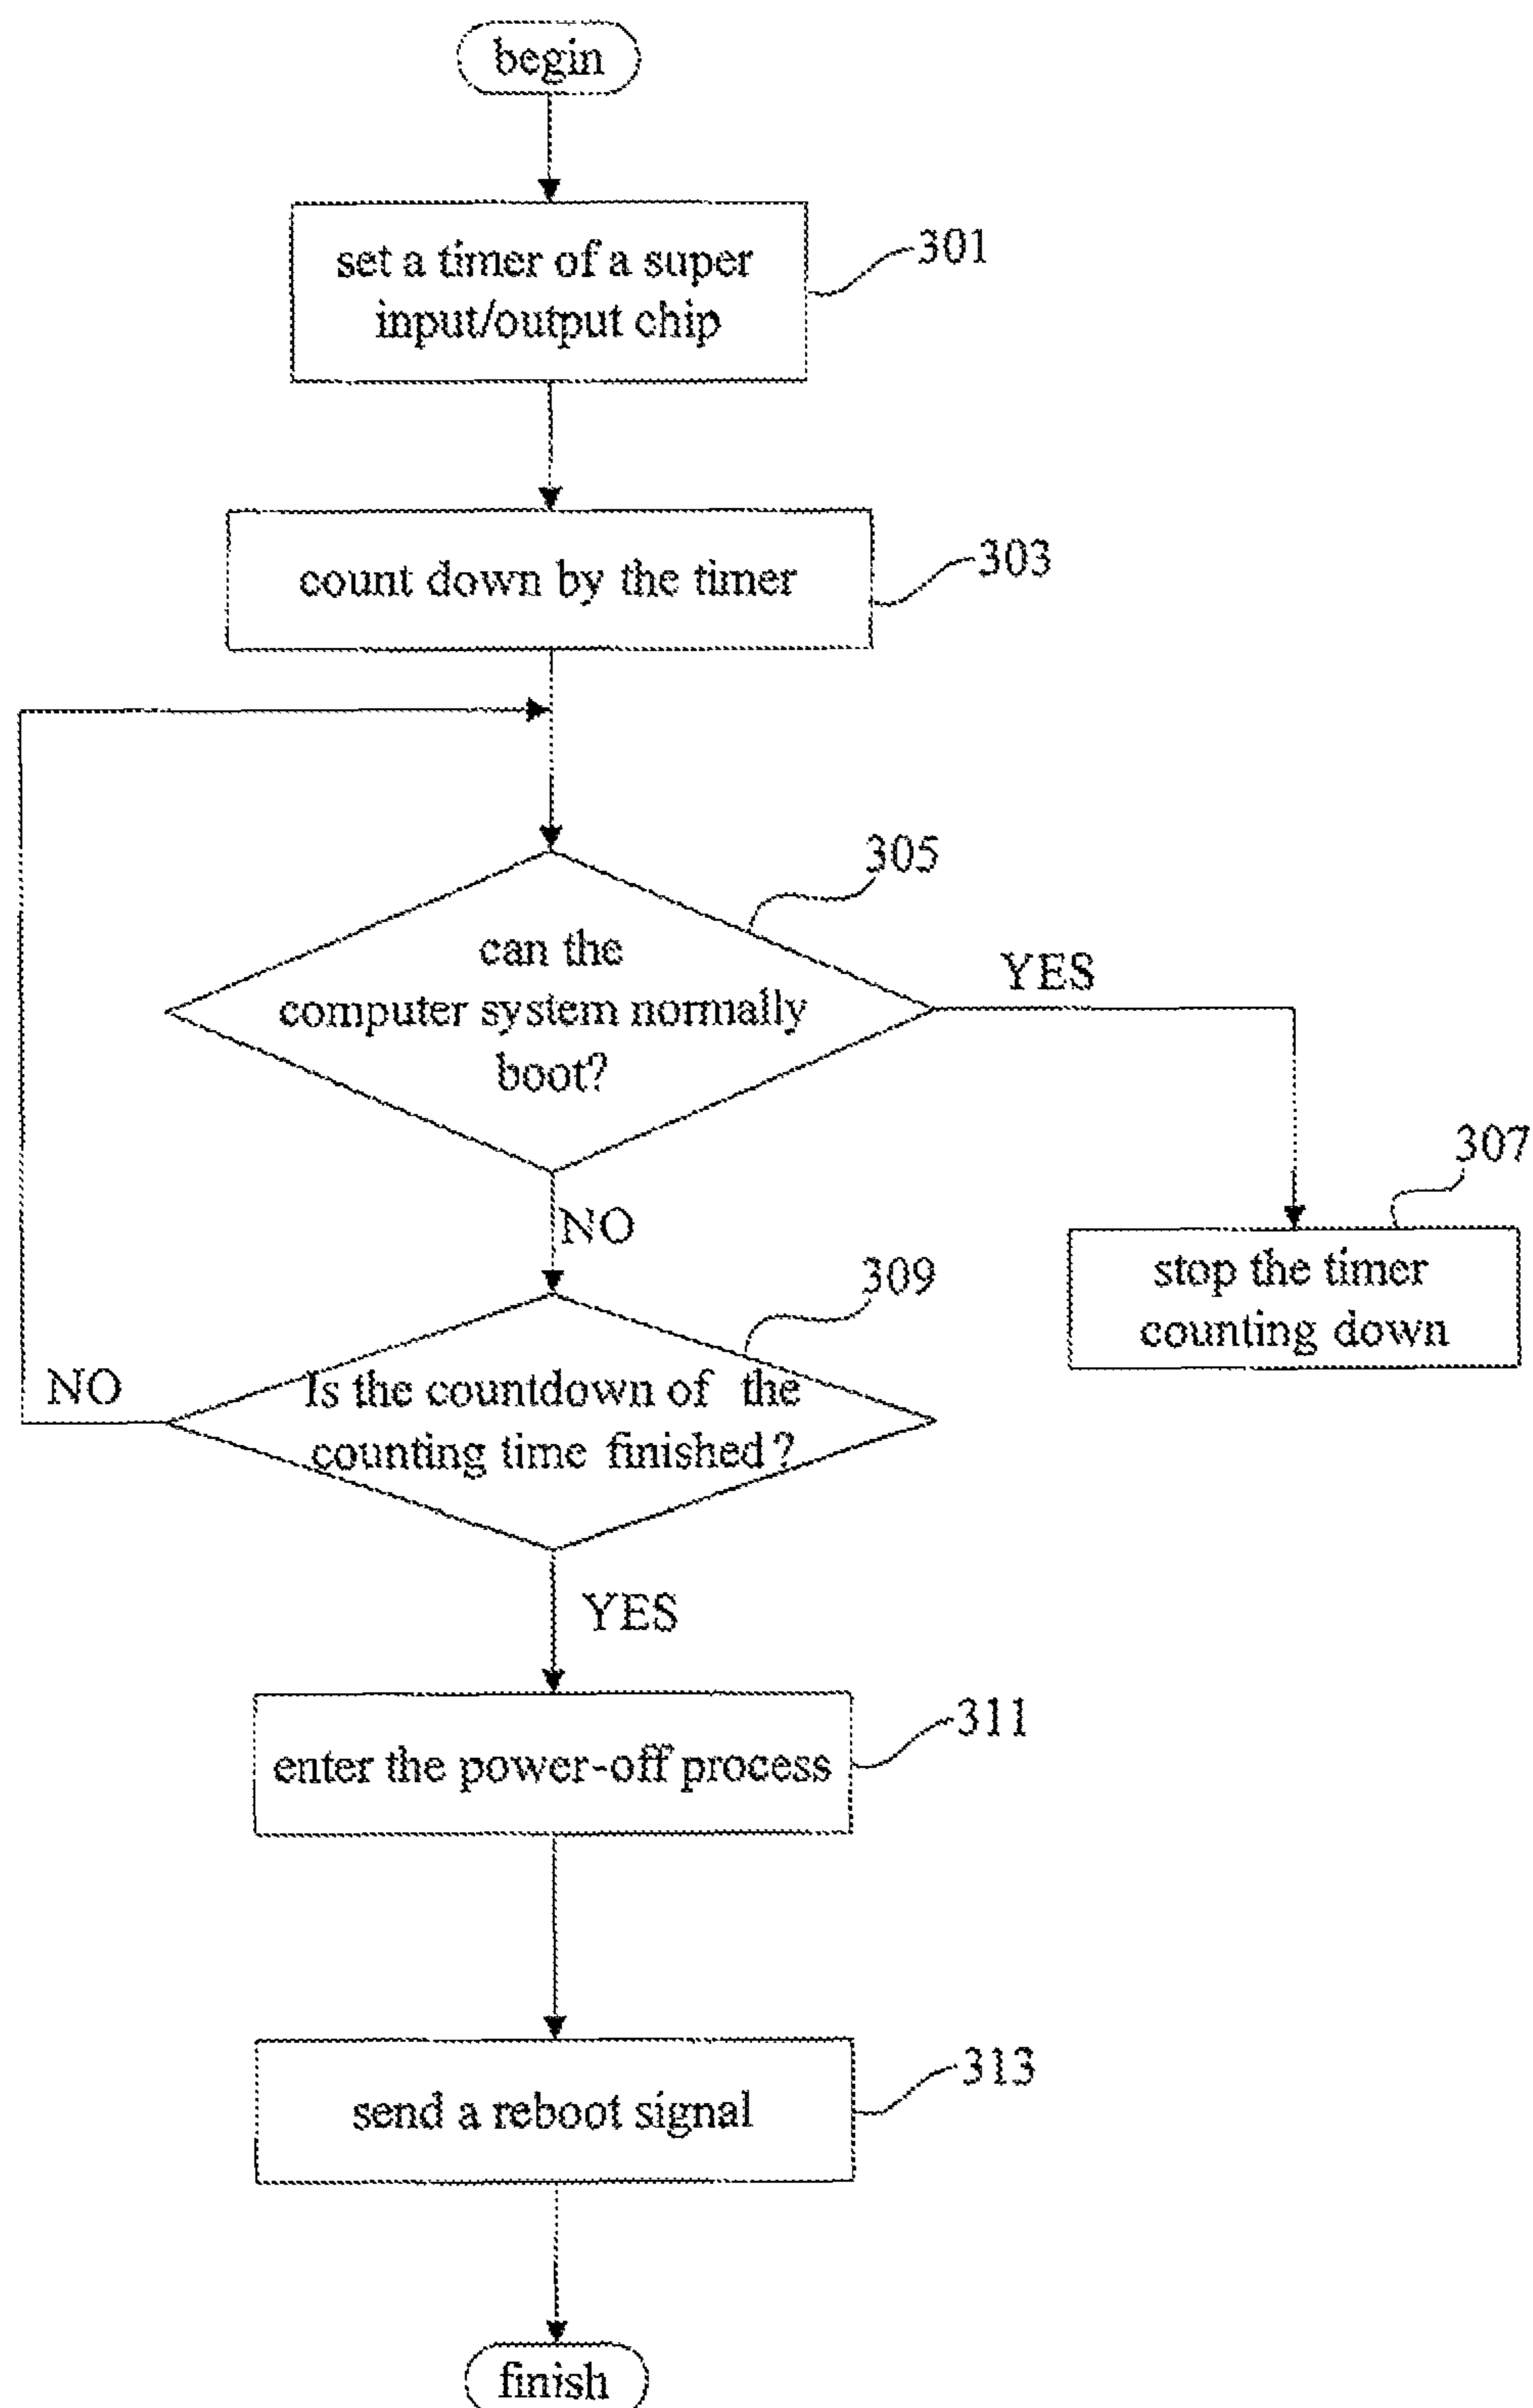 begin
set a timer of a super
input/output chip
301
count down by the timer
303
305
can the
computer system normally
boot?
YES
NO
307
stop the timer
counting down
309
Is the countdown of the
counting time finished?
NO
YES
enter the power-off process
311
send a reboot signal
313
finish